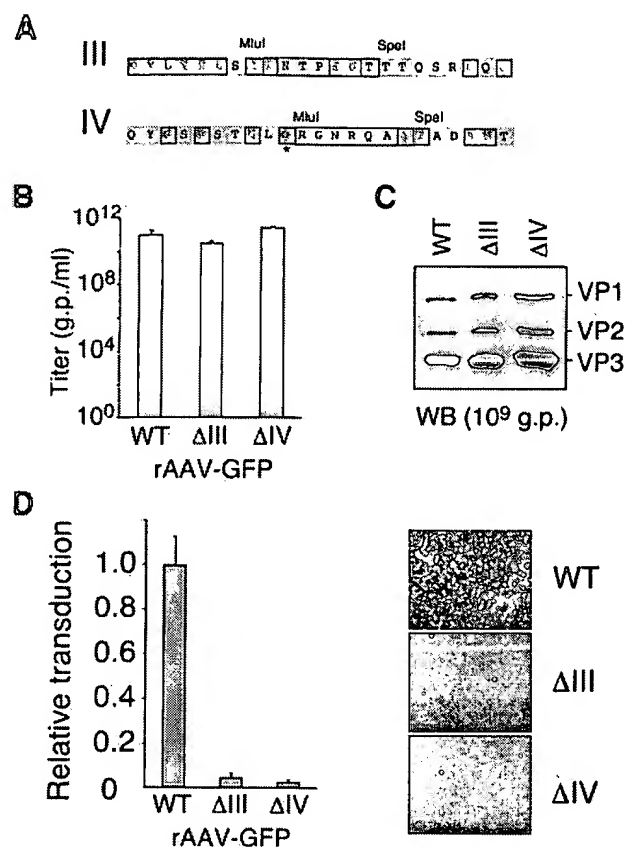 A
III
MluI SpeI
IV
MluI SpeI
*
B
Titer (g.p./ml)
10¹²
10⁸
10⁴
10⁰
WT ΔIII ΔIV
rAAV-GFP
C
WT ΔIII ΔIV
VP1
VP2
VP3
WB (10⁹ g.p.)
D
Relative transduction
1.0
0.8
0.6
0.4
0.2
0
WT ΔIII ΔIV
rAAV-GFP
WT
ΔIII
ΔIV